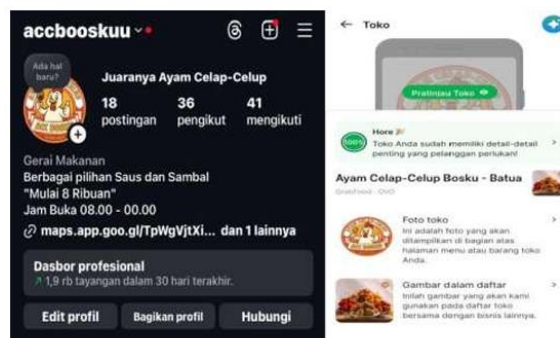 accbooskuu
Ada hal
baru?
Juaranya Ayam Celap-Celup
18
postingan
36
pengikut
41
mengikuti
Gerai Makanan
Berbagai pilihan Saus dan Sambal
"Mulai 8 Ribuan"
Jam Buka 08.00 - 00.00
maps.app.goo.gl/TpWgVjtXi... dan 1 lainnya
Dasbor profesional
1,9 rb tayangan dalam 30 hari terakhir.
Edit profil
Bagikan profil
Hubungi
Toko
Pratinjau Toko
100%
Hore
Toko Anda sudah memiliki detail-detail
penting yang pelanggan perlukan!
Ayam Celap-Celup Bosku - Batua
Grabfood - OVO
Foto toko
Ini adalah foto yang akan
ditampilkan di bagian atas
halaman menu atau barang toko
Anda.
Gambar dalam daftar
Inilah gambar yang akan kami
gunakan pada daftar toko
bersama dengan bisnis lainnya.